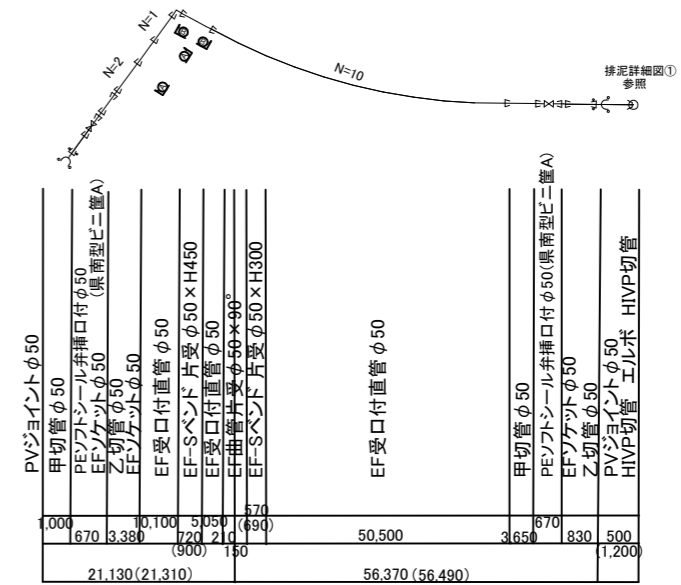 N=1
N=2
N=10
排泥詳細図①
参照
PVジョイントφ50
甲切管φ50
PEソフトシール弁挿口付φ50
(県南型ビニ筐A)
EFソケットφ50
乙切管φ50
EFソケットφ50
EF受口付直管φ50
EF-Sベンド 片受φ50×H450
EF受口付直管φ50
EF曲管片受φ50×90°
EF-Sベンド 片受φ50×H300
EF受口付直管φ50
甲切管φ50
PEソフトシール弁挿口付φ50(県南型ビニ筐A)
EFソケットφ50
乙切管φ50
PVジョイントφ50
HIVP切管 エルボ HIVP切管
1,000
670
3,380
10,100
720
(900)
5,050
210
150
570
(690)
50,500
3,650
670
830
500
(1,200)
21,130(21,310)
56,370(56,490)